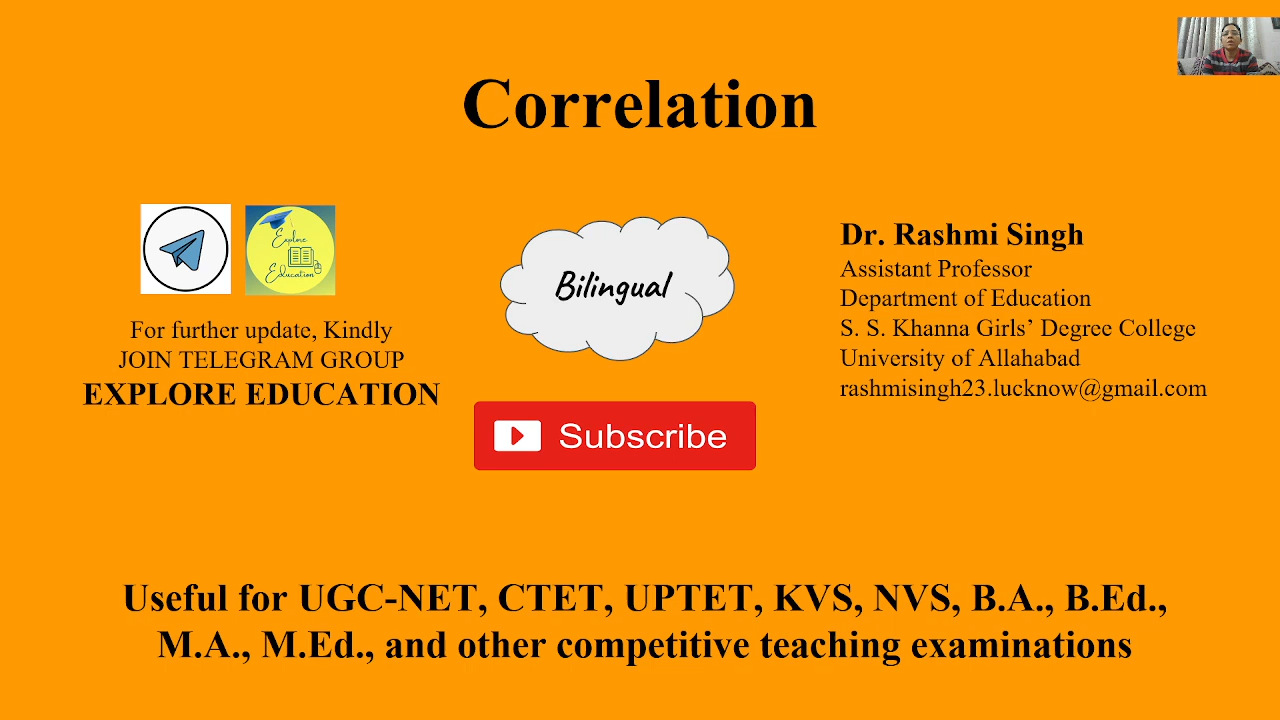 Correlation
Explore
Education
For further update, Kindly
JOIN TELEGRAM GROUP
EXPLORE EDUCATION
Bilingual
Subscribe
Dr. Rashmi Singh
Assistant Professor
Department of Education
S. S. Khanna Girls’ Degree College
University of Allahabad
rashmisingh23.lucknow@gmail.com
Useful for UGC-NET, CTET, UPTET, KVS, NVS, B.A., B.Ed.,
M.A., M.Ed., and other competitive teaching examinations